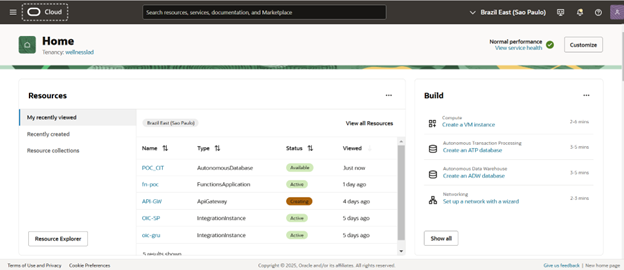 Cloud
Search resources, services, documentation, and Marketplace
Brazil East (Sao Paulo)
Home
Tenancy: wellnesslad
Normal performance
View service health
Customize
Resources
My recently viewed
Recently created
Resource collections
Resource Explorer
Brazil East (Sao Paulo)
View all Resources
Name Type Status Viewed
POC_CIT AutonomousDatabase Available Just now
fn-poc FunctionsApplication Active 1 day ago
API-GW ApiGateway Creating 4 days ago
OIC-SP IntegrationInstance Active 5 days ago
oic-gru IntegrationInstance Active 5 days ago
5 results shown
Build
Compute
Create a VM instance
2-6 mins
Autonomous Transaction Processing
Create an ATP database
3-5 mins
Autonomous Data Warehouse
Create an ADW database
3-5 mins
Networking
Set up a network with a wizard
2-3 mins
Show all
Terms of Use and Privacy Cookie Preferences
Copyright © 2025, Oracle and/or its affiliates. All rights reserved.
Give us feedback | New home page